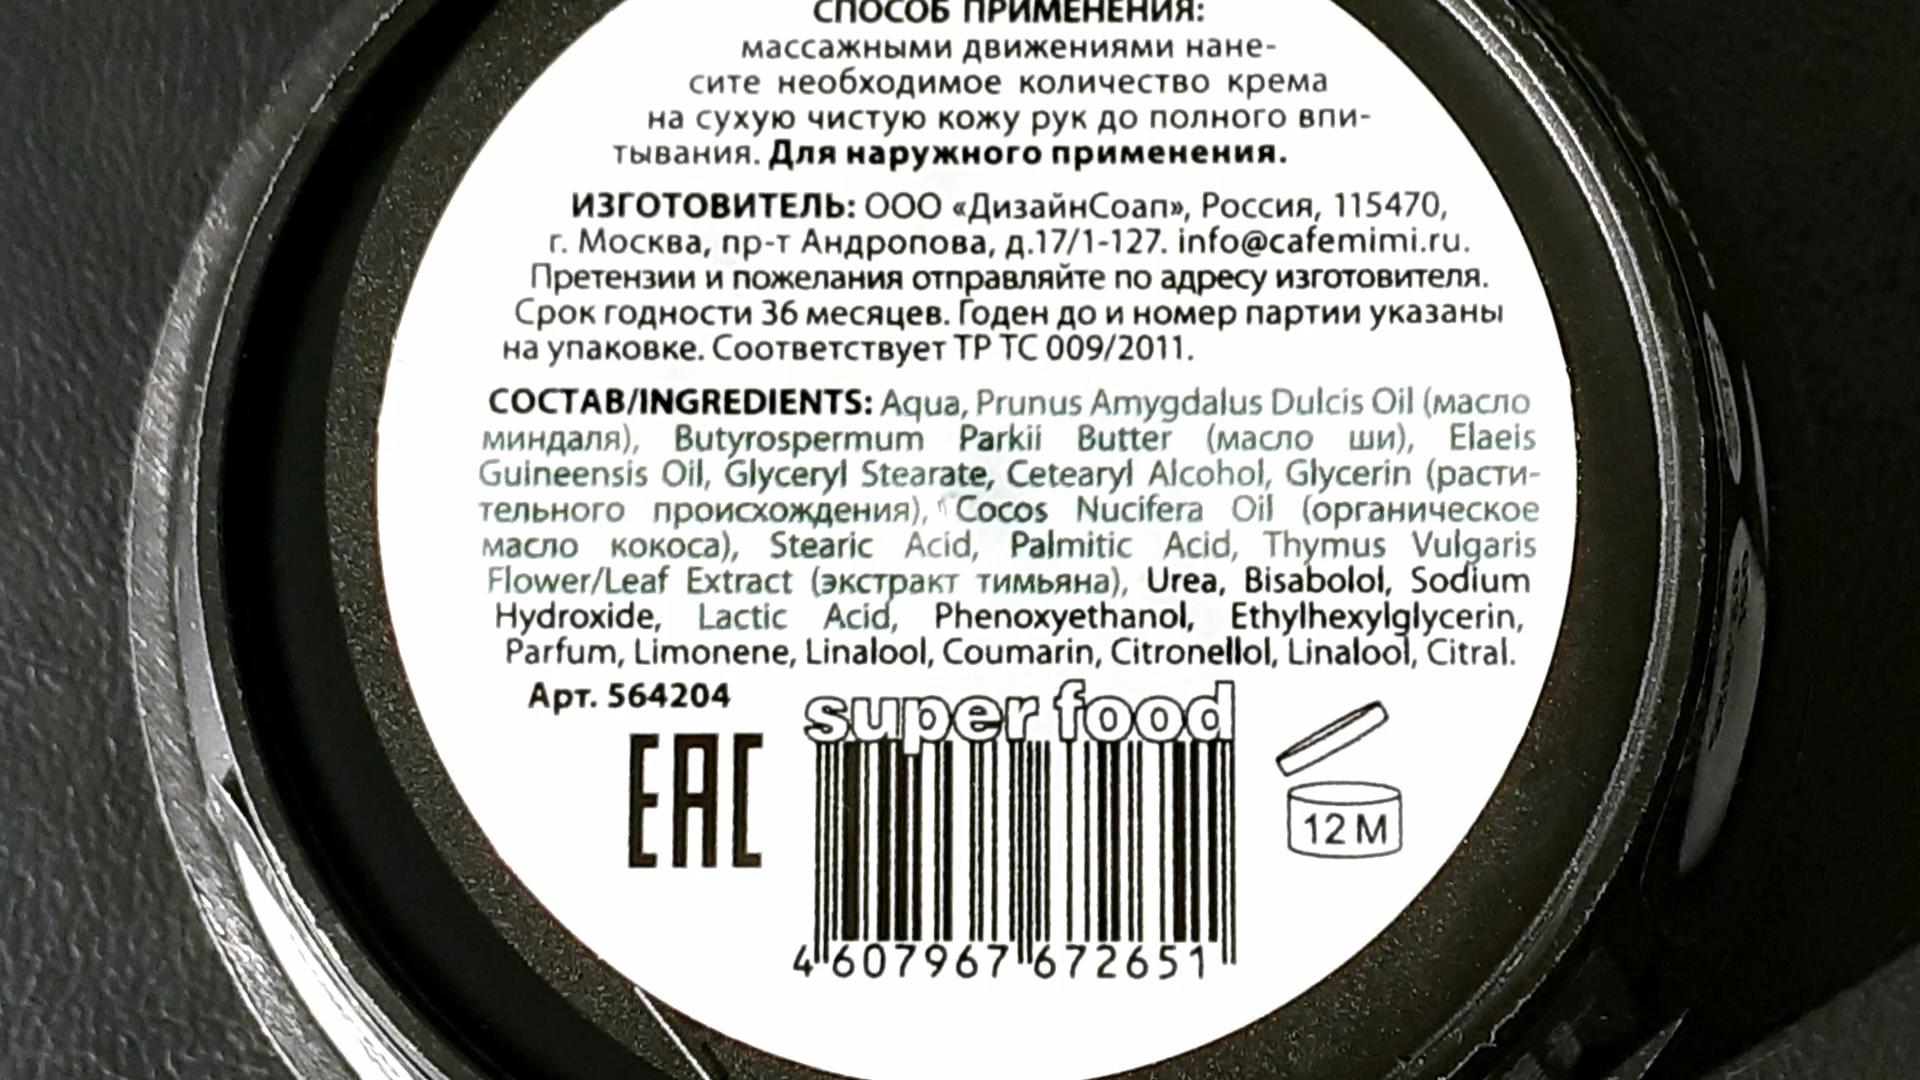 СПОСОБ ПРИМЕНЕНИЯ:
массажными движениями нане-
сите необходимое количество крема
на сухую чистую кожу рук до полного впи-
тывания. Для наружного применения.
ИЗГОТОВИТЕЛЬ: ООО «ДизайнСоап», Россия, 115470,
г. Москва, пр-т Андропова, д.17/1-127. info@cafemimi.ru.
Претензии и пожелания отправляйте по адресу изготовителя.
Срок годности 36 месяцев. Годен до и номер партии указаны
на упаковке. Соответствует ТР ТС 009/2011.
СОСТАВ/INGREDIENTS: Aqua, Prunus Amygdalus Dulcis Oil (масло
миндаля), Butyrospermum Parkii Butter (масло ши), Elaeis
Guineensis Oil, Glyceryl Stearate, Cetearyl Alcohol, Glycerin (расти-
тельного происхождения), Cocos Nucifera Oil (органическое
масло кокоса), Stearic Acid, Palmitic Acid, Thymus Vulgaris
Flower/Leaf Extract (экстракт тимьяна), Urea, Bisabolol, Sodium
Hydroxide, Lactic Acid, Phenoxyethanol, Ethylhexylglycerin,
Parfum, Limonene, Linalool, Coumarin, Citronellol, Linalool, Citral.
Арт. 564204
super food
EAC
12 M
4 607967 672651